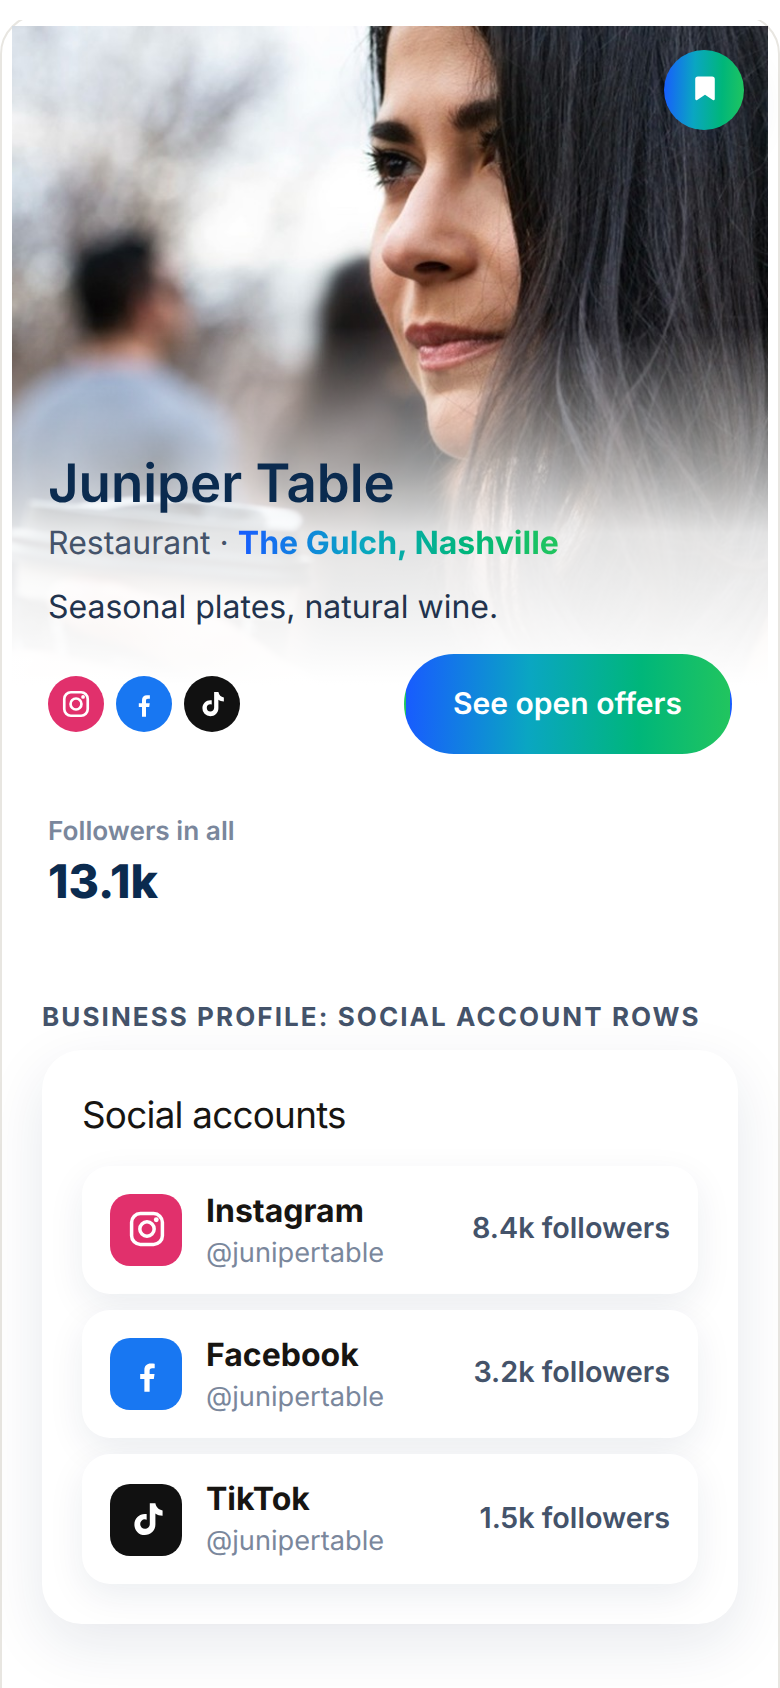 Juniper Table
Restaurant · The Gulch, Nashville
Seasonal plates, natural wine.
See open offers
Followers in all
13.1k
BUSINESS PROFILE: SOCIAL ACCOUNT ROWS
Social accounts
Instagram
@junipertable
8.4k followers
Facebook
@junipertable
3.2k followers
TikTok
@junipertable
1.5k followers